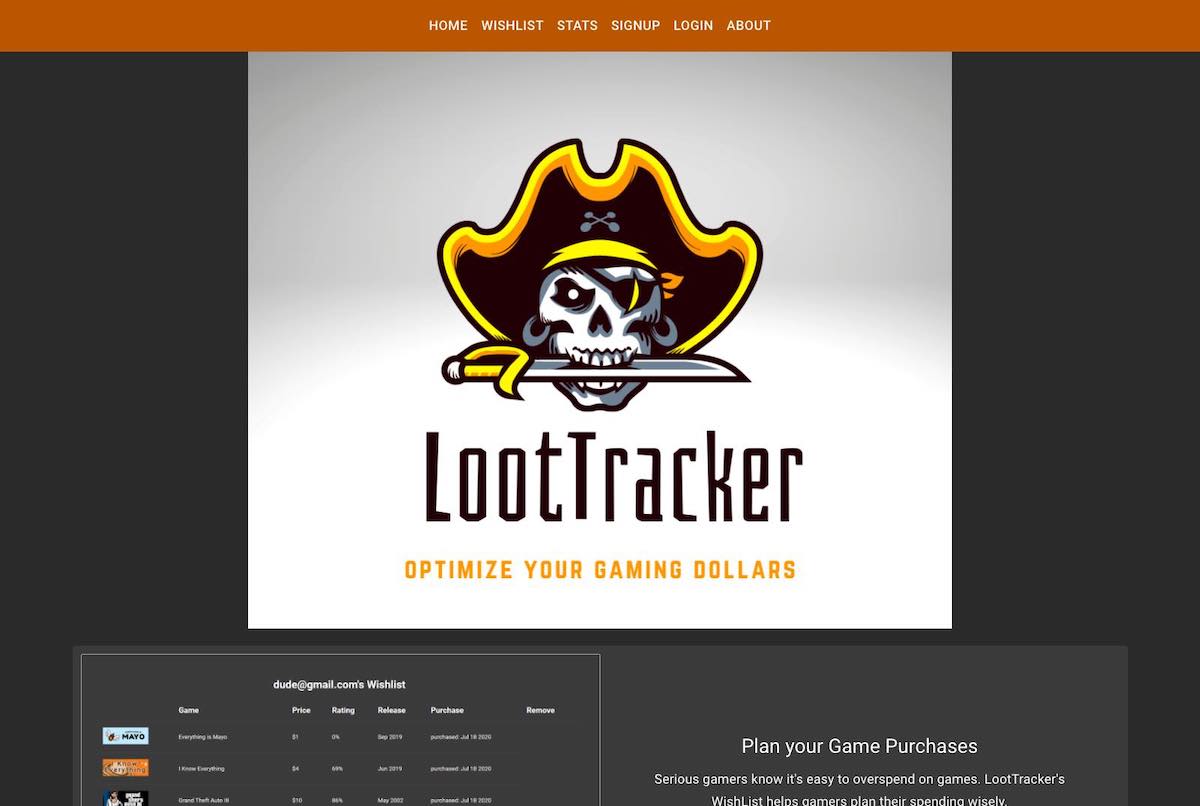 HOME WISHLIST STATS SIGNUP LOGIN ABOUT
LootTracker
OPTIMIZE YOUR GAMING DOLLARS
dude@gmail.com's Wishlist
Game Price Rating Release Purchase Remove
MAYO Everything is Mayo $1 0% Sep 2019 purchased: Jul 18 2020
I Know Everything I Know Everything $4 69% Jun 2019 purchased: Jul 18 2020
grand Grand Theft Auto III $10 86% May 2002 purchased: Jul 18 2020
Plan your Game Purchases
Serious gamers know it's easy to overspend on games. LootTracker's
WishList helps gamers plan their spending wisely.